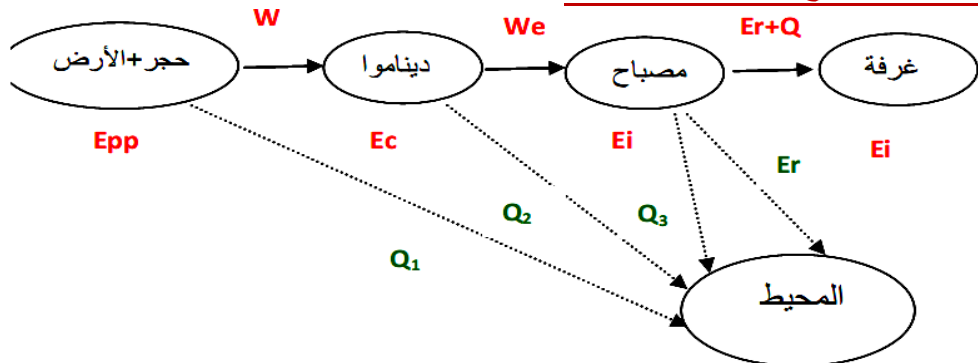 W
We
Er+Q
حجر+الأرض
ديناموا
مصباح
غرفة
Epp
Ec
Ei
Ei
Er
Q₁
Q₂
Q₃
المحيط